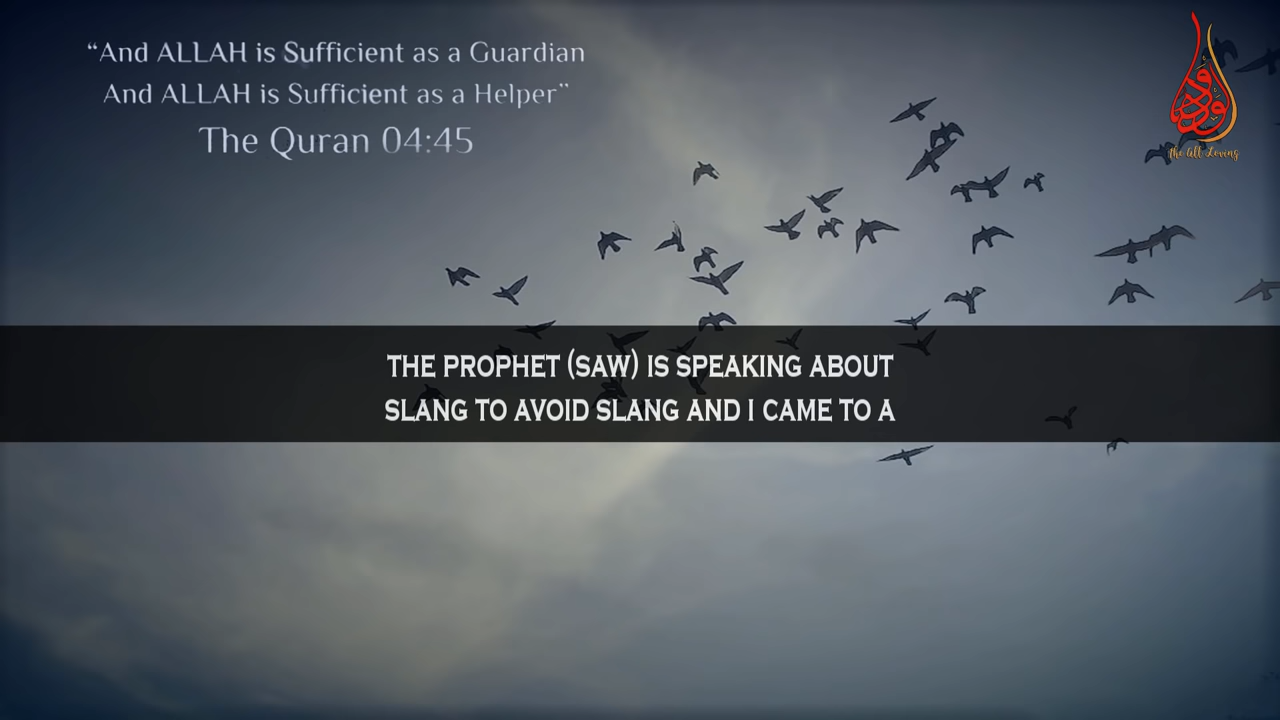 “And ALLAH is Sufficient as a Guardian
And ALLAH is Sufficient as a Helper”
The Quran 04:45
The All Loving
THE PROPHET (SAW) IS SPEAKING ABOUT
SLANG TO AVOID SLANG AND I CAME TO A